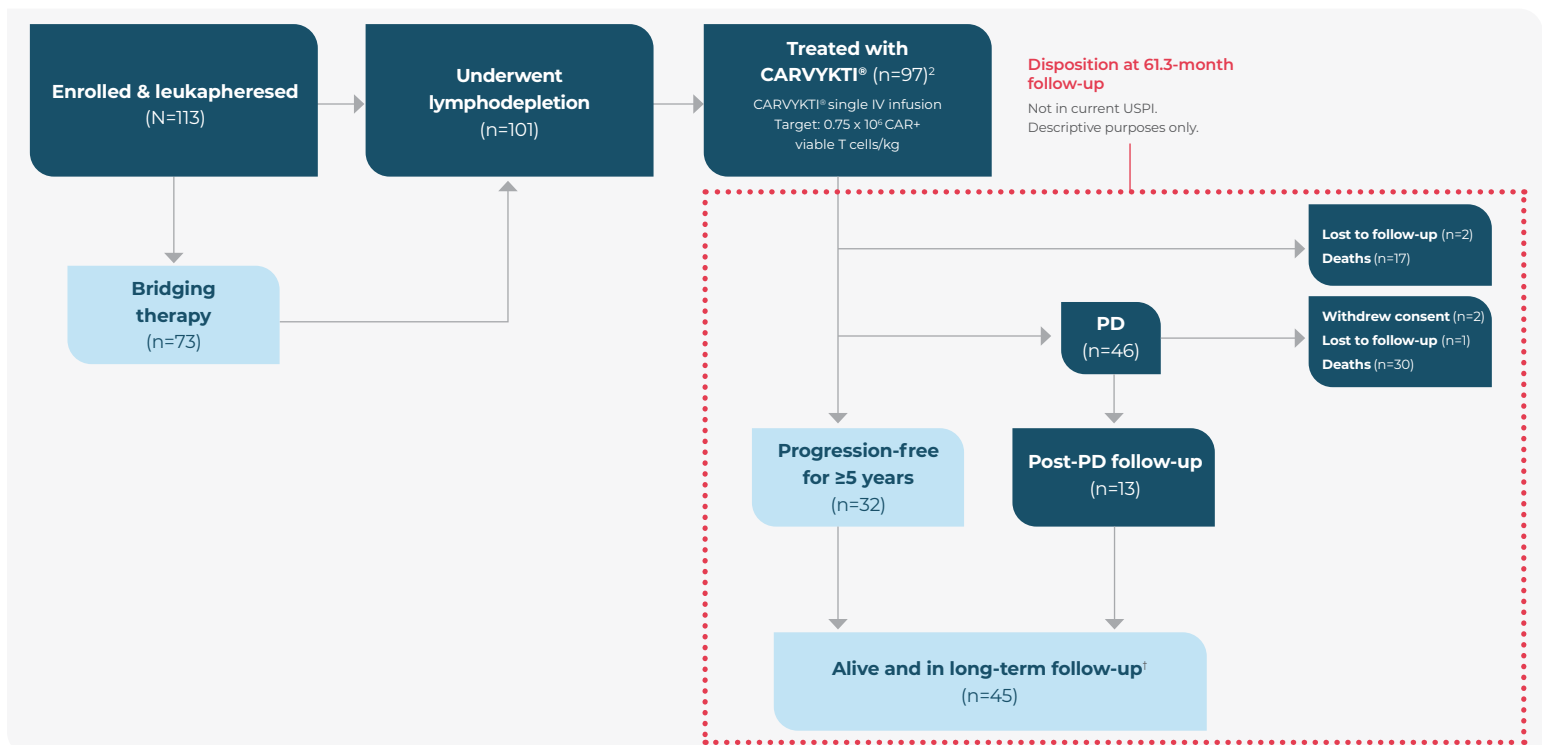 Enrolled & leukapheresed
(N=113)
Underwent
lymphodepletion
(n=101)
Treated with
CARVYKTI® (n=97)²
CARVYKTI® single IV infusion
Target: 0.75 x 10⁶ CAR+
viable T cells/kg
Disposition at 61.3-month
follow-up
Not in current USPI.
Descriptive purposes only.
Bridging
therapy
(n=73)
Lost to follow-up (n=2)
Deaths (n=17)
PD
(n=46)
Withdrew consent (n=2)
Lost to follow-up (n=1)
Deaths (n=30)
Progression-free
for ≥5 years
(n=32)
Post-PD follow-up
(n=13)
Alive and in long-term follow-up†
(n=45)